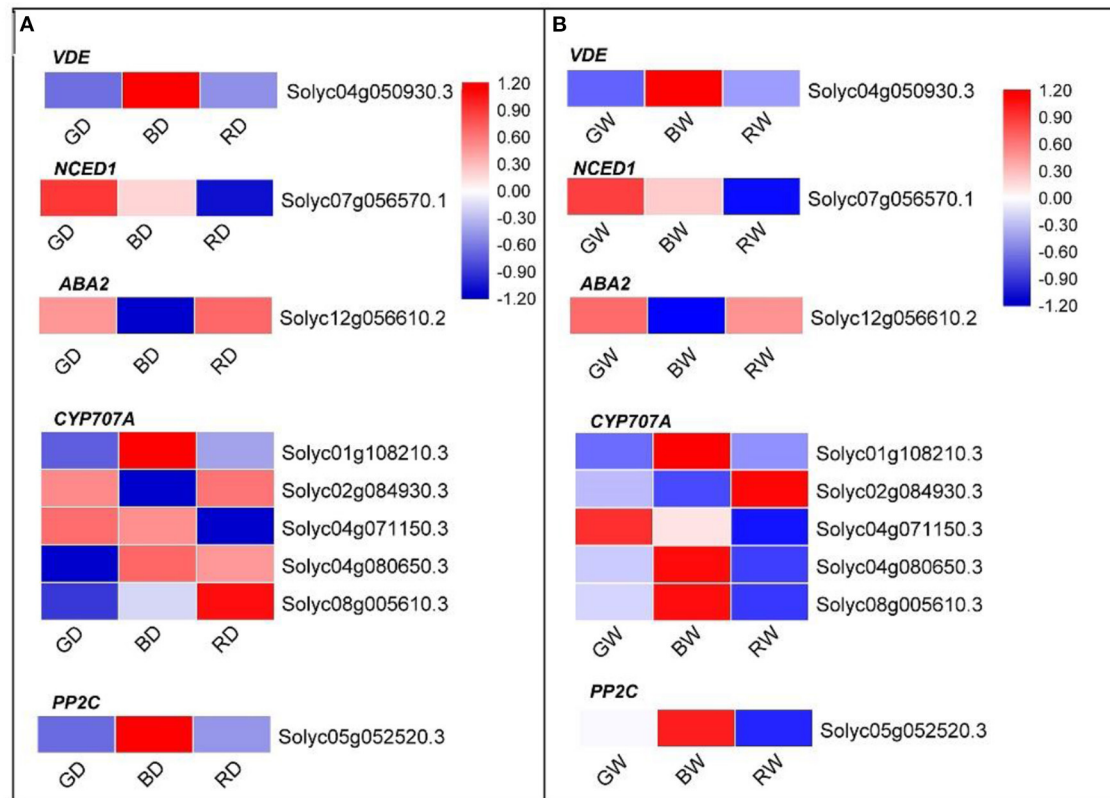 A
VDE
Solyc04g050930.3
GD BD RD
NCED1
Solyc07g056570.1
GD BD RD
ABA2
Solyc12g056610.2
GD BD RD
CYP707A
Solyc01g108210.3
Solyc02g084930.3
Solyc04g071150.3
Solyc04g080650.3
Solyc08g005610.3
GD BD RD
PP2C
Solyc05g052520.3
GD BD RD
1.20
0.90
0.60
0.30
0.00
-0.30
-0.60
-0.90
-1.20
B
VDE
Solyc04g050930.3
GW BW RW
NCED1
Solyc07g056570.1
GW BW RW
ABA2
Solyc12g056610.2
GW BW RW
CYP707A
Solyc01g108210.3
Solyc02g084930.3
Solyc04g071150.3
Solyc04g080650.3
Solyc08g005610.3
GW BW RW
PP2C
Solyc05g052520.3
GW BW RW
1.20
0.90
0.60
0.30
0.00
-0.30
-0.60
-0.90
-1.20